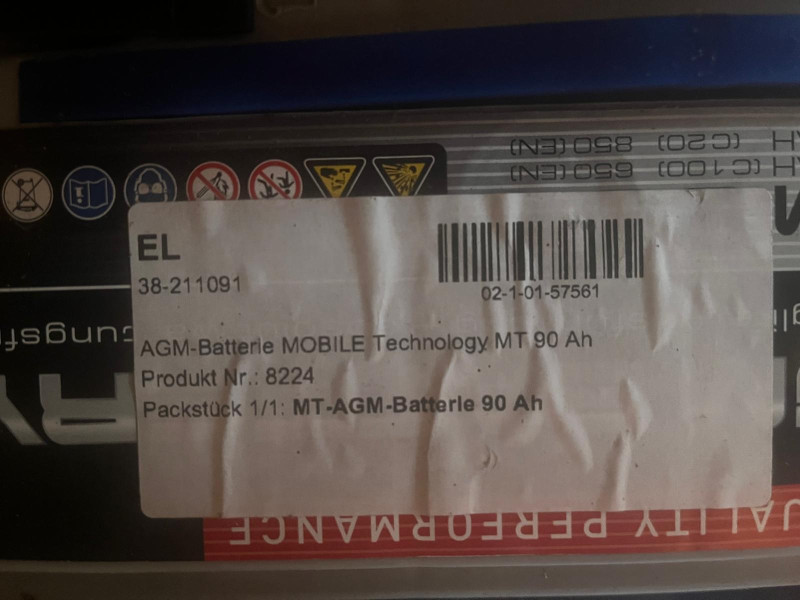 EL
38-211091
02-1-01-57561
AGM-Batterie MOBILE Technology MT 90 Ah
Produkt Nr.: 8224
Packstück 1/1: MT-AGM-Batterie 90 Ah
QUALITY PERFORMANCE
(C100) 650 (EN)
(C20) 850 (EN)